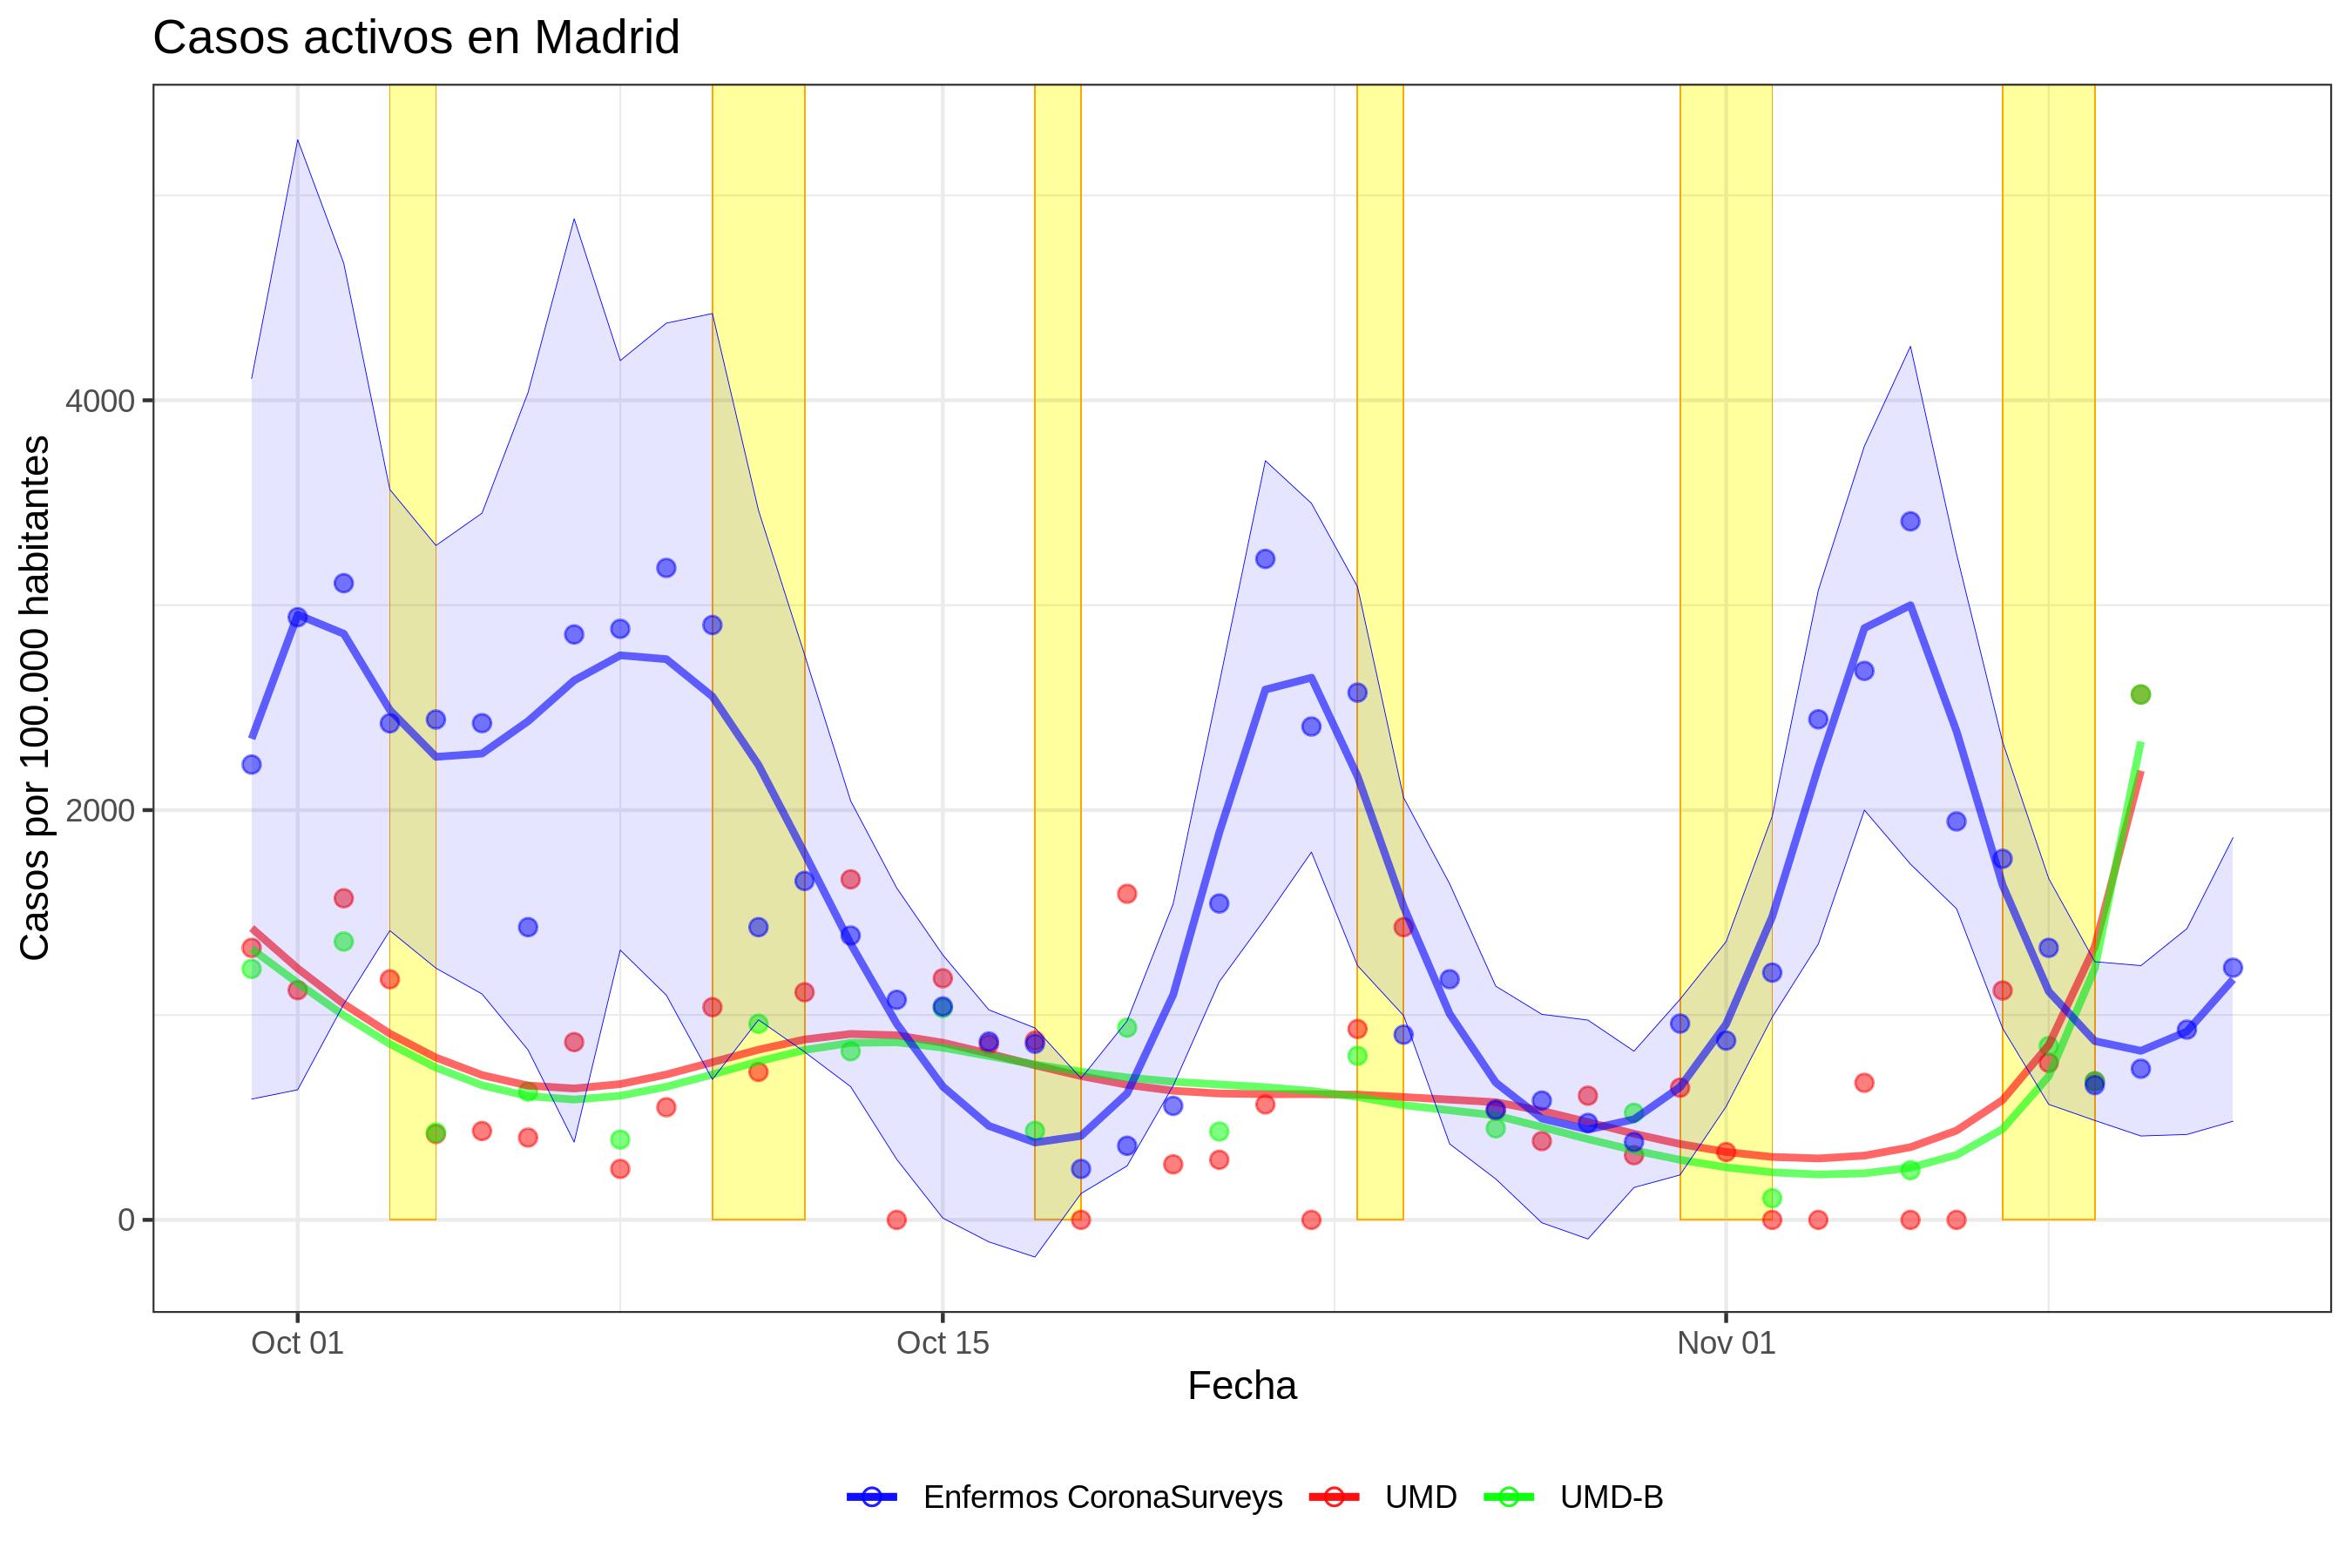 Casos activos en Madrid
Casos por 100.000 habitantes
4000
2000
0
Oct 01 Oct 15 Nov 01
Fecha
Enfermos CoronaSurveys UMD UMD-B